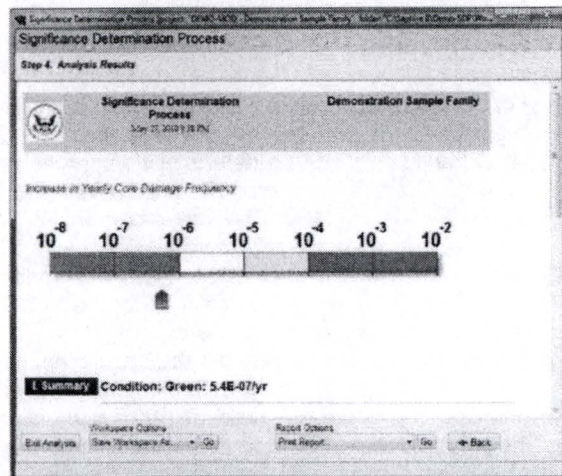 Significance Determination Process
Step 4. Analysis Results
Significance Determination Process
Demonstration Sample Family
Increase in Yearly Core Damage Frequency
10^-8 10^-7 10^-6 10^-5 10^-4 10^-3 10^-2
I. Summary Condition: Green: 5.4E-07/yr
Workspace Options
Report Options
Exit Analysis Save Workspace As... Go Print Report... Go Back